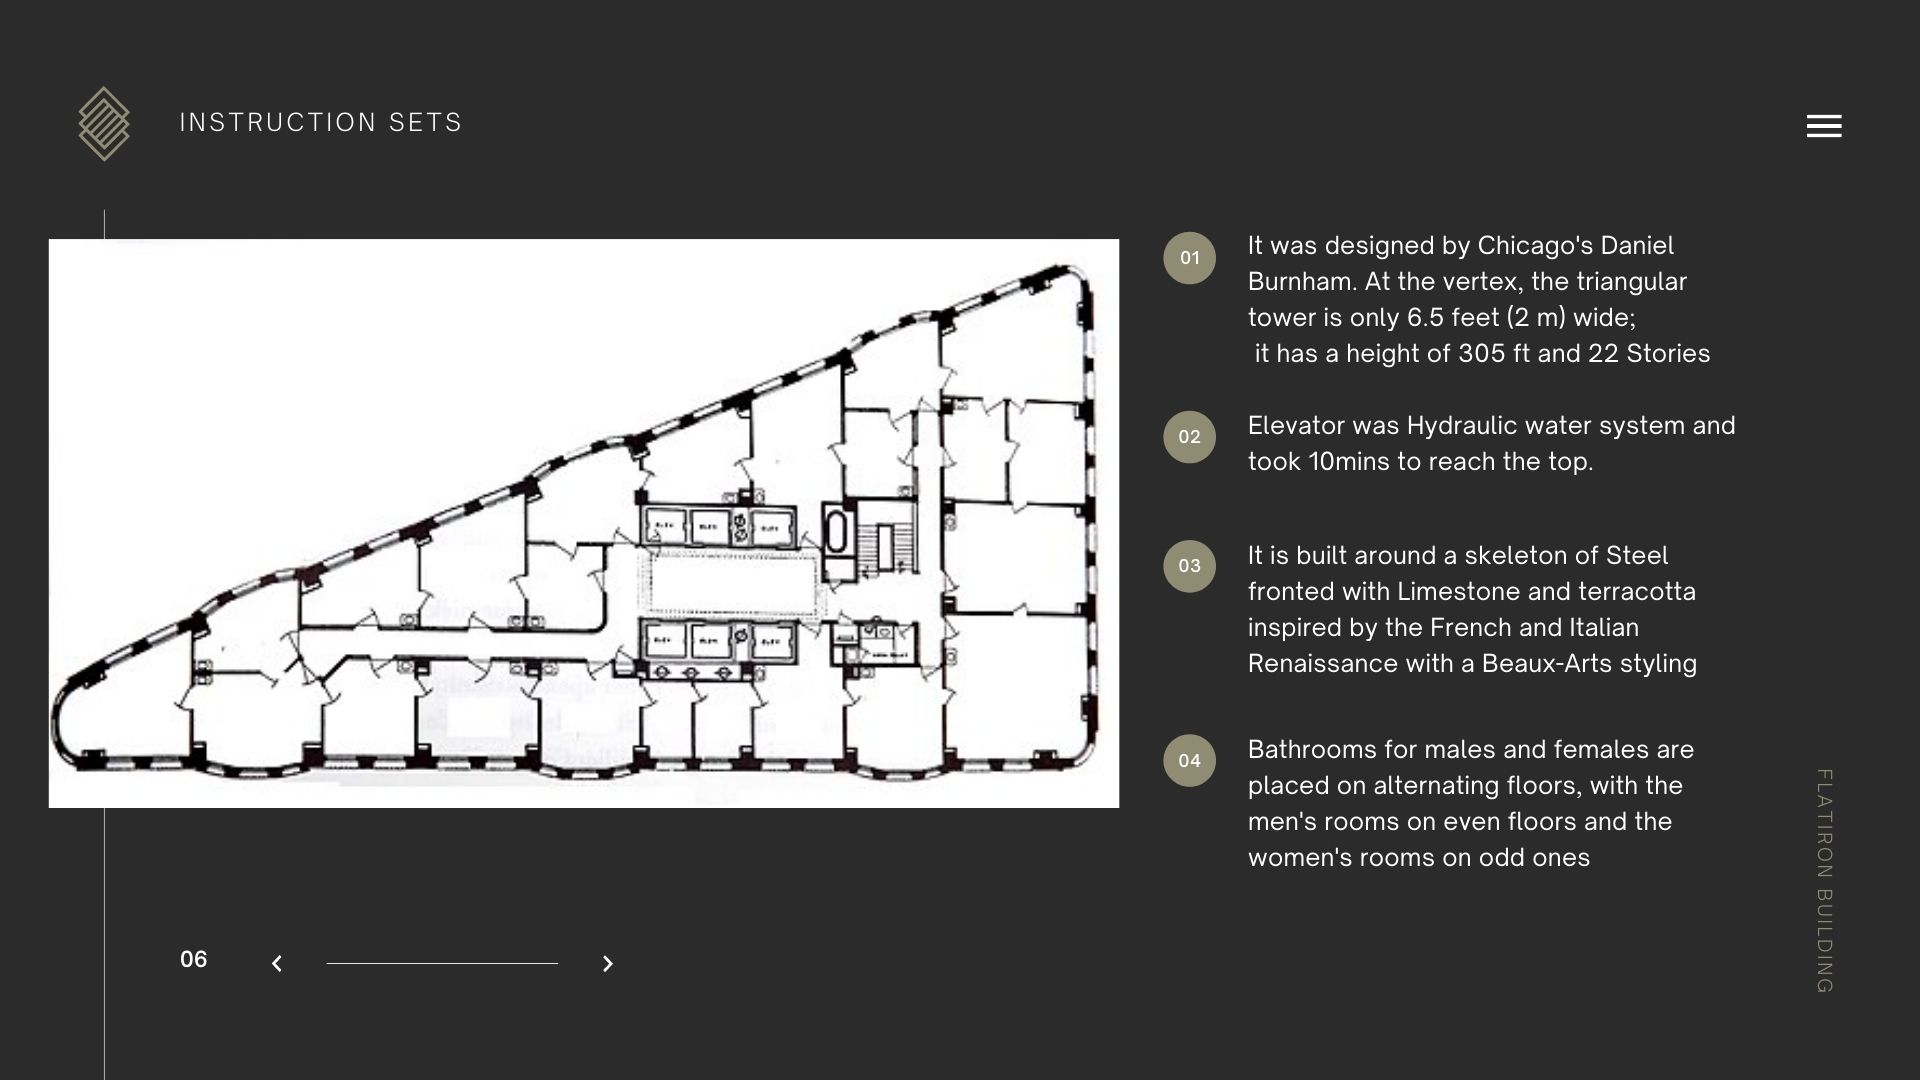 INSTRUCTION SETS
01
It was designed by Chicago's Daniel
Burnham. At the vertex, the triangular
tower is only 6.5 feet (2 m) wide;
it has a height of 305 ft and 22 Stories
02
Elevator was Hydraulic water system and
took 10mins to reach the top.
03
It is built around a skeleton of Steel
fronted with Limestone and terracotta
inspired by the French and Italian
Renaissance with a Beaux-Arts styling
04
Bathrooms for males and females are
placed on alternating floors, with the
men's rooms on even floors and the
women's rooms on odd ones
FLATIRON BUILDING
06